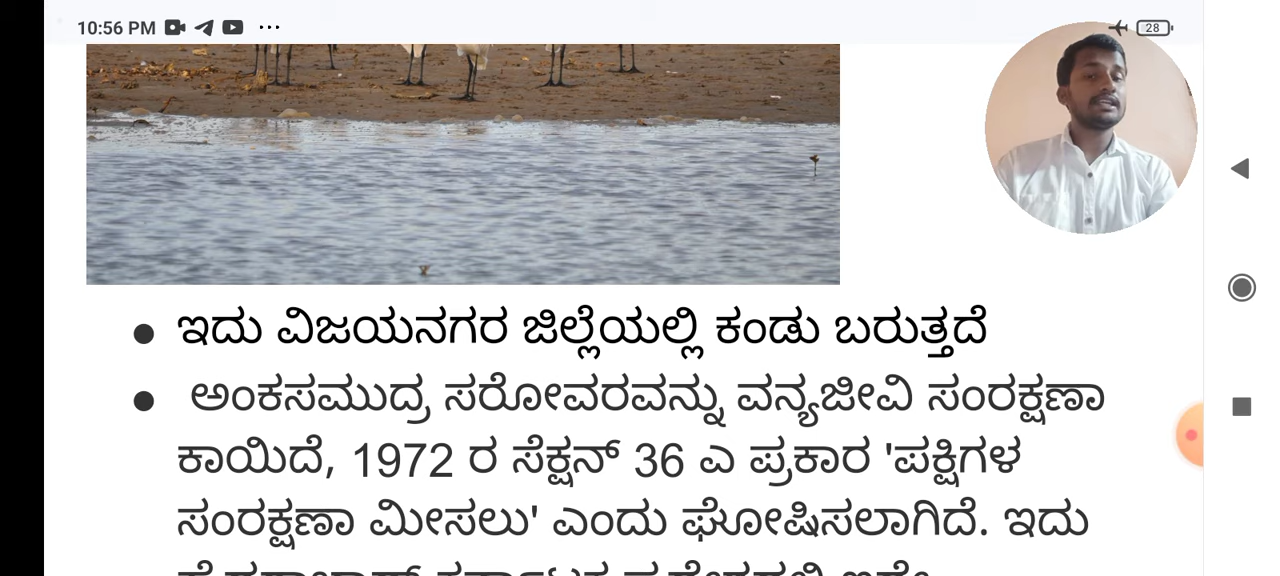 10:56 PM
28
ಇದು ವಿಜಯನಗರ ಜಿಲ್ಲೆಯಲ್ಲಿ ಕಂಡು ಬರುತ್ತದೆ
ಅಂಕಸಮುದ್ರ ಸರೋವರವನ್ನು ವನ್ಯಜೀವಿ ಸಂರಕ್ಷಣಾ
ಕಾಯಿದೆ, 1972 ರ ಸೆಕ್ಷನ್ 36 ಎ ಪ್ರಕಾರ 'ಪಕ್ಷಿಗಳ
ಸಂರಕ್ಷಣಾ ಮೀಸಲು' ಎಂದು ಘೋಷಿಸಲಾಗಿದೆ. ಇದು